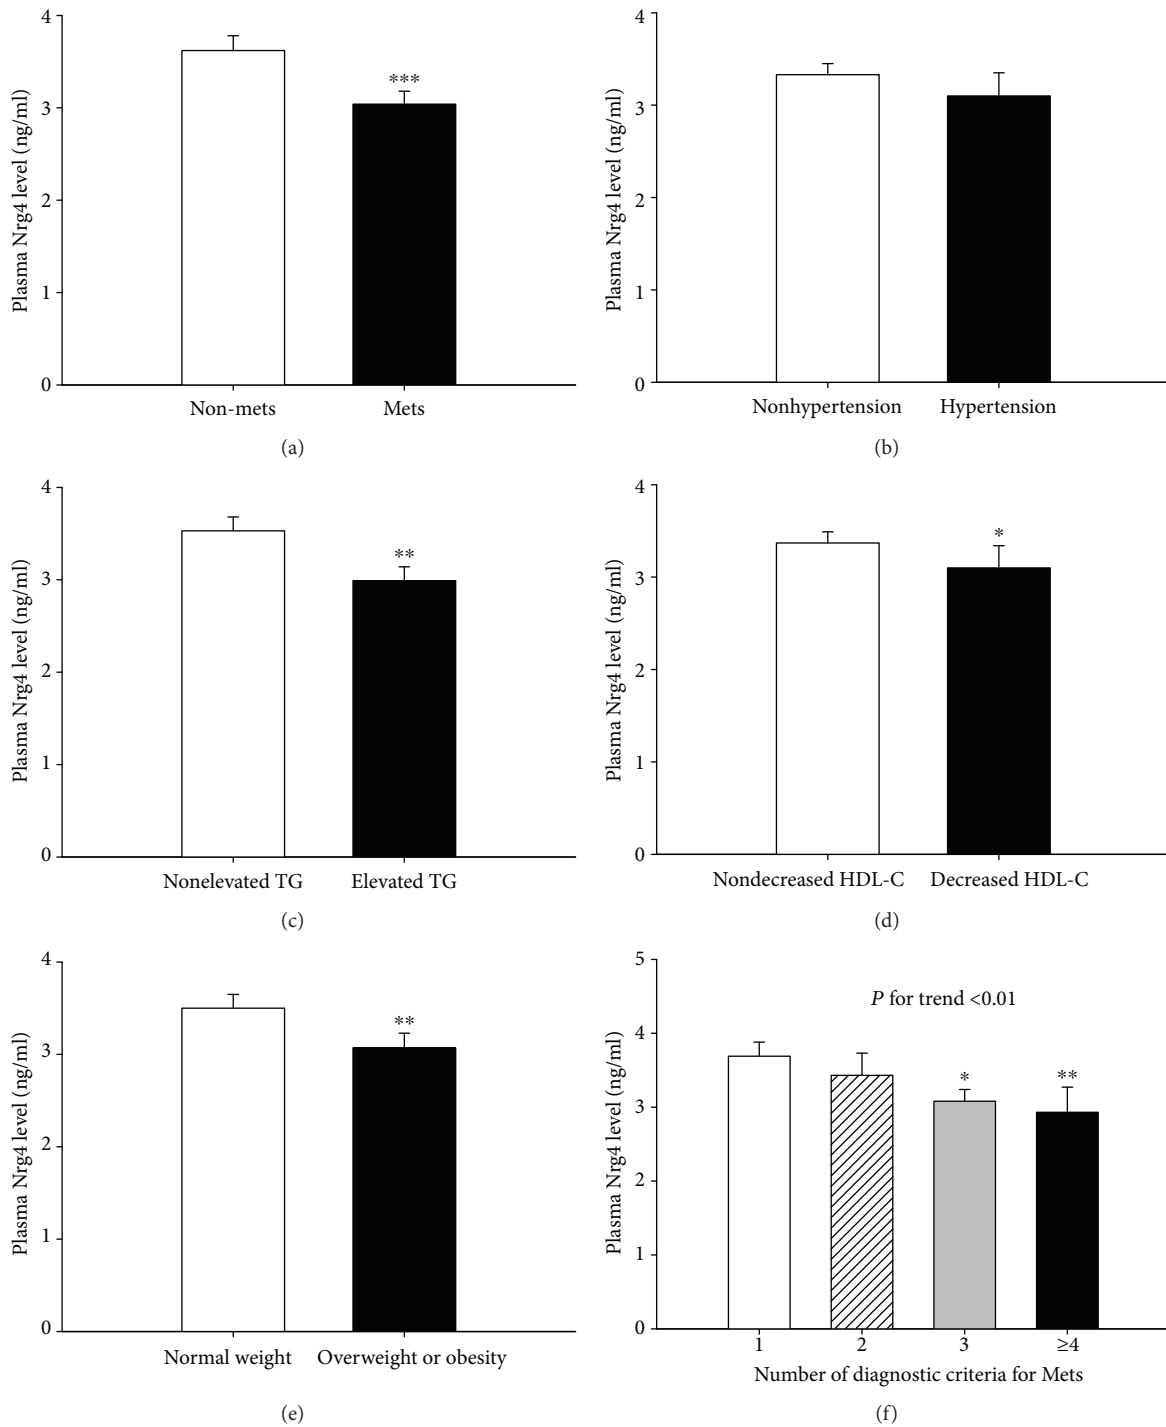 Plasma Nrg4 level (ng/ml)
4
3
2
1
0
***
Non-mets Mets
(a)
Plasma Nrg4 level (ng/ml)
4
3
2
1
0
Nonhypertension Hypertension
(b)
Plasma Nrg4 level (ng/ml)
4
3
2
1
0
**
Nonelevated TG Elevated TG
(c)
Plasma Nrg4 level (ng/ml)
4
3
2
1
0
*
Nondecreased HDL-C Decreased HDL-C
(d)
Plasma Nrg4 level (ng/ml)
4
3
2
1
0
**
Normal weight Overweight or obesity
(e)
Plasma Nrg4 level (ng/ml)
5
4
3
2
1
0
P for trend <0.01
* **
1 2 3 ≥4
Number of diagnostic criteria for Mets
(f)